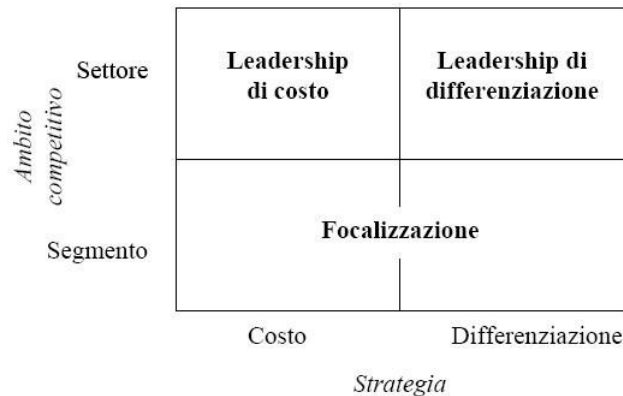 Ambito
competitivo
Settore
Leadership
di costo
Leadership di
differenziazione
Segmento
Focalizzazione
Costo
Differenziazione
Strategia